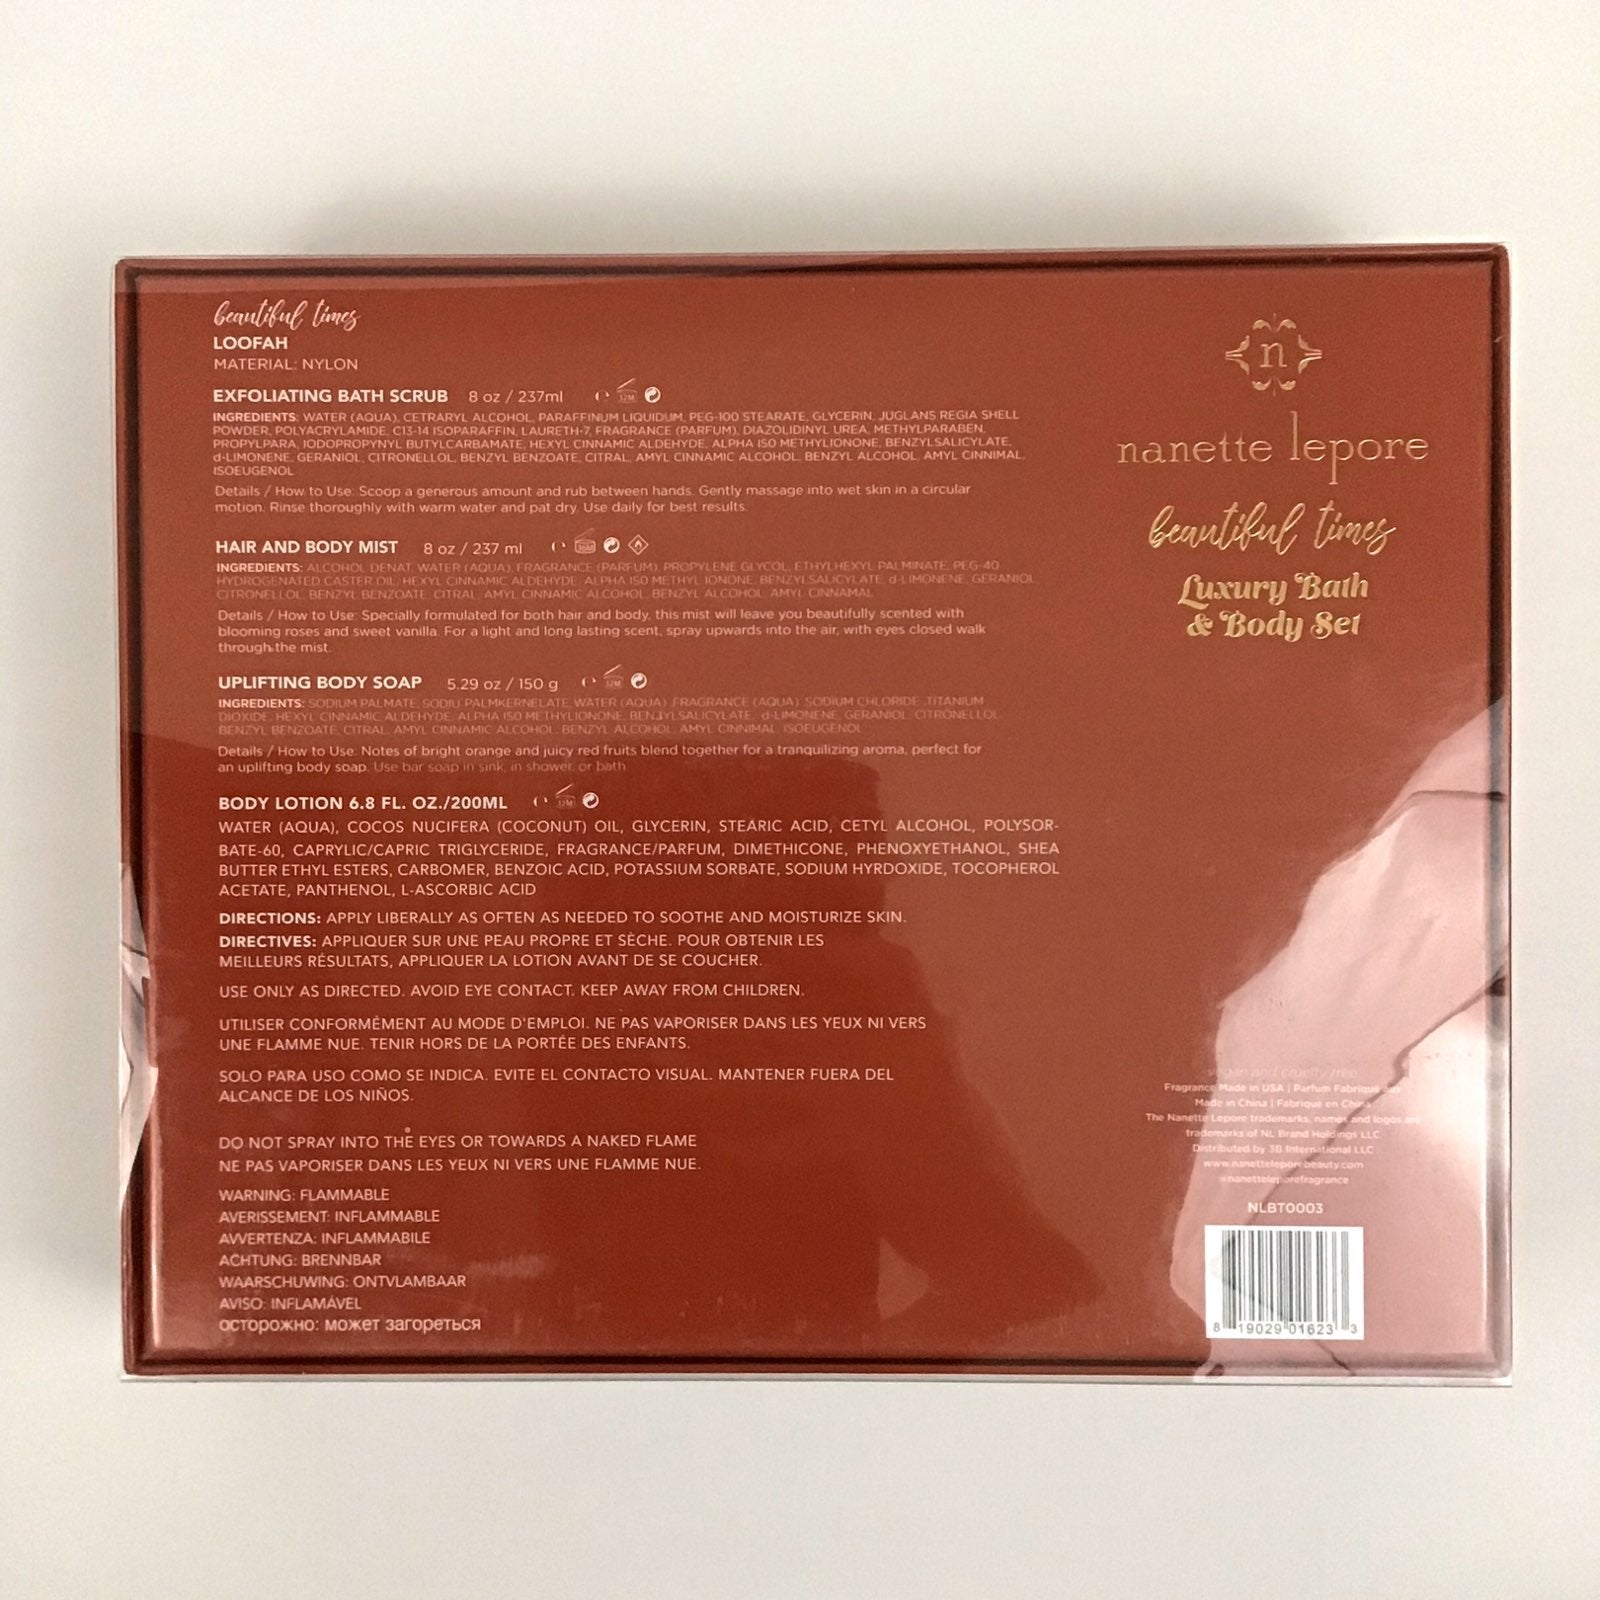 beautiful times
LOOFAH
MATERIAL: NYLON
EXFOLIATING BATH SCRUB 8 oz / 237ml 12M
INGREDIENTS: WATER (AQUA), CETRARYL ALCOHOL, PARAFFINUM LIQUIDUM, PEG-100 STEARATE, GLYCERIN, JUGLANS REGIA SHELL
POWDER, POLYACRYLAMIDE, C13-14 ISOPARAFFIN, LAURETH-7, FRAGRANCE (PARFUM), DIAZOLIDINYL UREA, METHYLPARABEN,
PROPYLPARA, IODOPROPYNYL BUTYLCARBAMATE, HEXYL CINNAMIC ALDEHYDE, ALPHA ISO METHYLIONONE, BENZYLSALICYLATE,
d-LIMONENE, GERANIOL, CITRONELLOL, BENZYL BENZOATE, CITRAL, AMYL CINNAMIC ALCOHOL, BENZYL ALCOHOL, AMYL CINNIMAL,
ISOEUGENOL
Details / How to Use: Scoop a generous amount and rub between hands. Gently massage into wet skin in a circular
motion. Rinse thoroughly with warm water and pat dry. Use daily for best results.
HAIR AND BODY MIST 8 oz / 237 ml
INGREDIENTS: ALCOHOL DENAT, WATER (AQUA), FRAGRANCE (PARFUM), PROPYLENE GLYCOL, ETHYLHEXYL PALMINATE, PEG-40
HYDROGENATED CASTER OIL, HEXYL CINNAMIC ALDEHYDE, ALPHA ISO METHYL IONONE, BENZYLSALICYLATE, d-LIMONENE, GERANIOL
CITRONELLOL, BENZYL BENZOATE, CITRAL, AMYL CINNAMIC ALCOHOL, BENZYL ALCOHOL, AMYL CINNAMAL
Details / How to Use: Specially formulated for both hair and body, this mist will leave you beautifully scented with
blooming roses and sweet vanilla. For a light and long lasting scent, spray upwards into the air, with eyes closed walk
through the mist.
UPLIFTING BODY SOAP 5.29 oz / 150 g 12M
INGREDIENTS: SODIUM PALMATE, SODIU PALMKERNELATE, WATER (AQUA), FRAGRANCE (AQUA), SODIUM CHLORIDE, TITANIUM
DIOXIDE, HEXYL CINNAMIC ALDEHYDE, ALPHA ISO METHYLIONONE, BENZYLSALICYLATE, d-LIMONENE, GERANIOL, CITRONELLOL,
BENZYL BENZOATE, CITRAL, AMYL CINNAMIC ALCOHOL, BENZYL ALCOHOL, AMYL CINNIMAL, ISOEUGENOL
Details / How to Use: Notes of bright orange and juicy red fruits blend together for a tranquilizing aroma, perfect for
an uplifting body soap. Use bar soap in sink, in shower, or bath
BODY LOTION 6.8 FL. OZ./200ML 12M
WATER (AQUA), COCOS NUCIFERA (COCONUT) OIL, GLYCERIN, STEARIC ACID, CETYL ALCOHOL, POLYSOR-
BATE-60, CAPRYLIC/CAPRIC TRIGLYCERIDE, FRAGRANCE/PARFUM, DIMETHICONE, PHENOXYETHANOL, SHEA
BUTTER ETHYL ESTERS, CARBOMER, BENZOIC ACID, POTASSIUM SORBATE, SODIUM HYRDOXIDE, TOCOPHEROL
ACETATE, PANTHENOL, L-ASCORBIC ACID
DIRECTIONS: APPLY LIBERALLY AS OFTEN AS NEEDED TO SOOTHE AND MOISTURIZE SKIN.
DIRECTIVES: APPLIQUER SUR UNE PEAU PROPRE ET SÈCHE. POUR OBTENIR LES
MEILLEURS RÉSULTATS, APPLIQUER LA LOTION AVANT DE SE COUCHER.
USE ONLY AS DIRECTED. AVOID EYE CONTACT. KEEP AWAY FROM CHILDREN.
UTILISER CONFORMÉMENT AU MODE D'EMPLOI. NE PAS VAPORISER DANS LES YEUX NI VERS
UNE FLAMME NUE. TENIR HORS DE LA PORTÉE DES ENFANTS.
SOLO PARA USO COMO SE INDICA. EVITE EL CONTACTO VISUAL. MANTENER FUERA DEL
ALCANCE DE LOS NIÑOS.
DO NOT SPRAY INTO THE EYES OR TOWARDS A NAKED FLAME
NE PAS VAPORISER DANS LES YEUX NI VERS UNE FLAMME NUE.
WARNING: FLAMMABLE
AVERISSEMENT: INFLAMMABLE
AVVERTENZA: INFLAMMABILE
ACHTUNG: BRENNBAR
WAARSCHUWING: ONTVLAMBAAR
AVISO: INFLAMÁVEL
осторожно: может загореться
n
nanette lepore
beautiful times
Luxury Bath
& Body Set
vegan and cruelty free
Fragrance Made in USA | Parfum Fabriqué
Made in China | Fabrique en China
The Nanette Lepore trademarks, names and logos are
trademarks of NL Brand Holdings LLC
Distributed by 3B International LLC
www.nanetteleporebeauty.com
@nanetteleporefragrance
NLBT0003
8 19029 01623 3